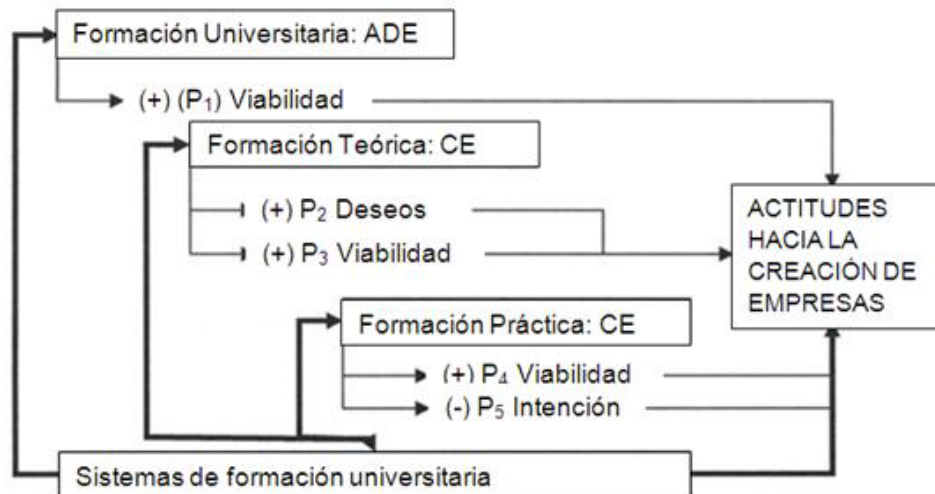 Formación Universitaria: ADE
(+) (P₁) Viabilidad
Formación Teórica: CE
(+) P₂ Deseos
(+) P₃ Viabilidad
ACTITUDES
HACIA LA
CREACIÓN DE
EMPRESAS
Formación Práctica: CE
(+) P₄ Viabilidad
(-) P₅ Intención
Sistemas de formación universitaria